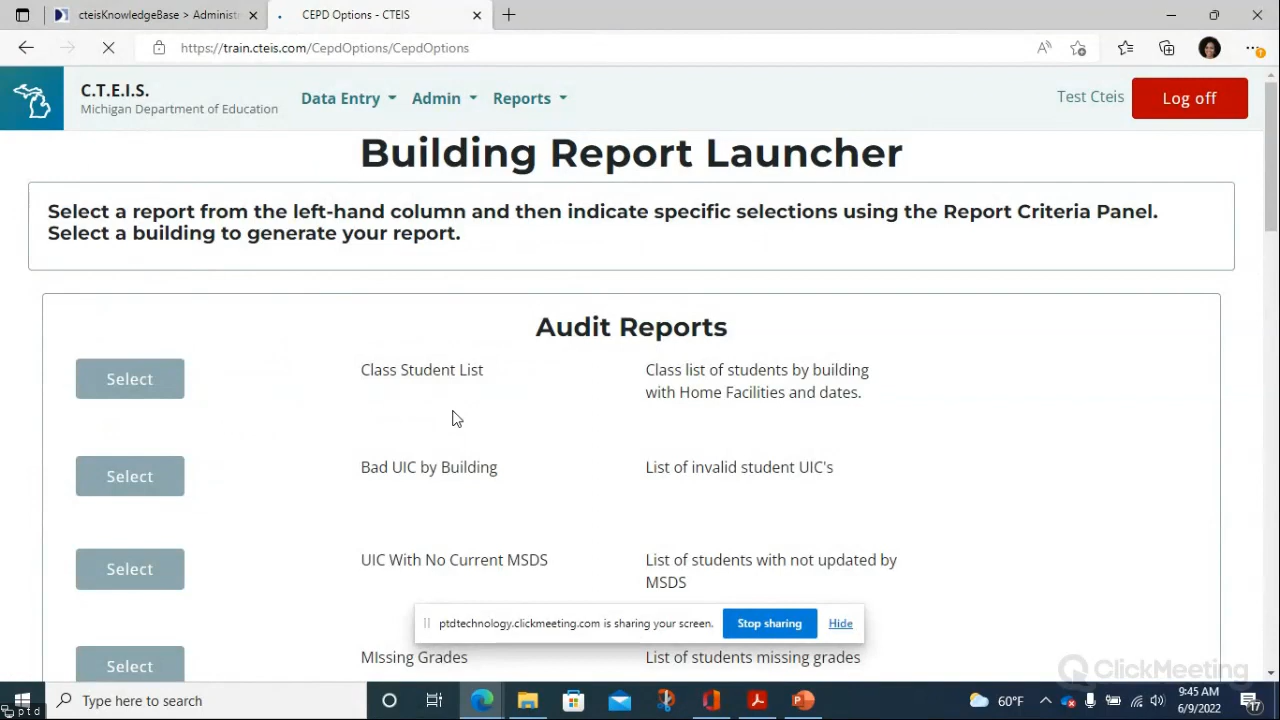 cteisKnowledgeBase > Administ
CEPD Options - CTEIS
https://train.cteis.com/CepdOptions/CepdOptions
C.T.E.I.S.
Michigan Department of Education
Data Entry
Admin
Reports
Test Cteis
Log off
Building Report Launcher
Select a report from the left-hand column and then indicate specific selections using the Report Criteria Panel.
Select a building to generate your report.
Audit Reports
Select
Class Student List
Class list of students by building
with Home Facilities and dates.
Select
Bad UIC by Building
List of invalid student UIC's
Select
UIC With No Current MSDS
List of students with not updated by
MSDS
ptdtechnology.clickmeeting.com is sharing your screen.
Stop sharing
Hide
Select
MIssing Grades
List of students missing grades
ClickMeeting
Type here to search
60°F
9:45 AM
6/9/2022
17
ptd